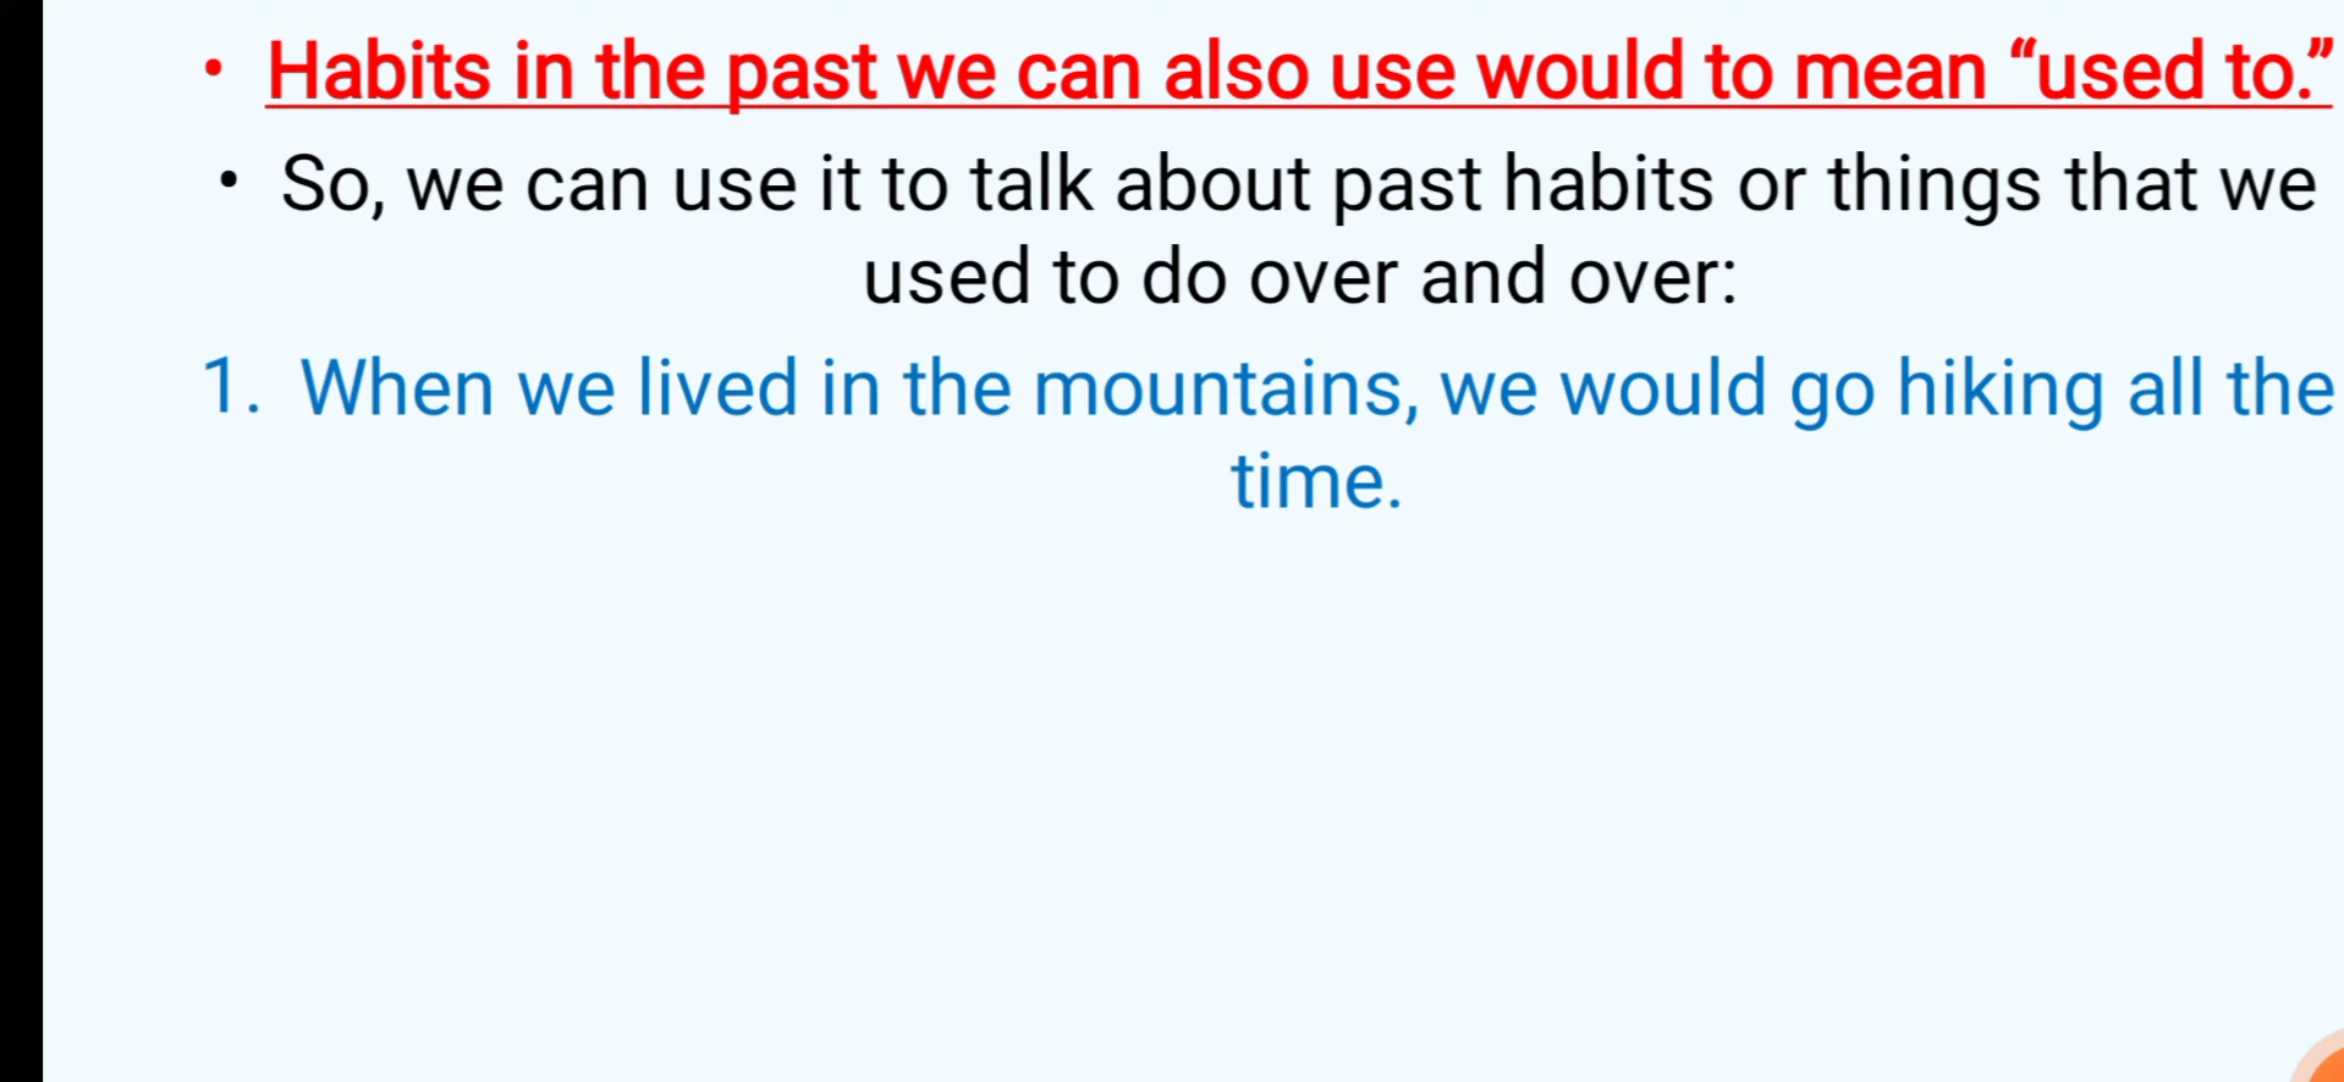 • Habits in the past we can also use would to mean “used to.”
• So, we can use it to talk about past habits or things that we
used to do over and over:
1. When we lived in the mountains, we would go hiking all the
time.